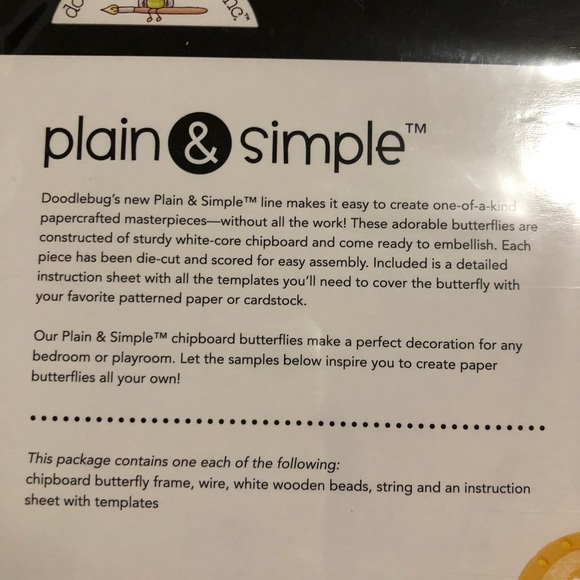 plain & simple™
Doodlebug's new Plain & Simple™ line makes it easy to create one-of-a-kind
papercrafted masterpieces—without all the work! These adorable butterflies are
constructed of sturdy white-core chipboard and come ready to embellish. Each
piece has been die-cut and scored for easy assembly. Included is a detailed
instruction sheet with all the templates you'll need to cover the butterfly with
your favorite patterned paper or cardstock.
Our Plain & Simple™ chipboard butterflies make a perfect decoration for any
bedroom or playroom. Let the samples below inspire you to create paper
butterflies all your own!
This package contains one each of the following:
chipboard butterfly frame, wire, white wooden beads, string and an instruction
sheet with templates